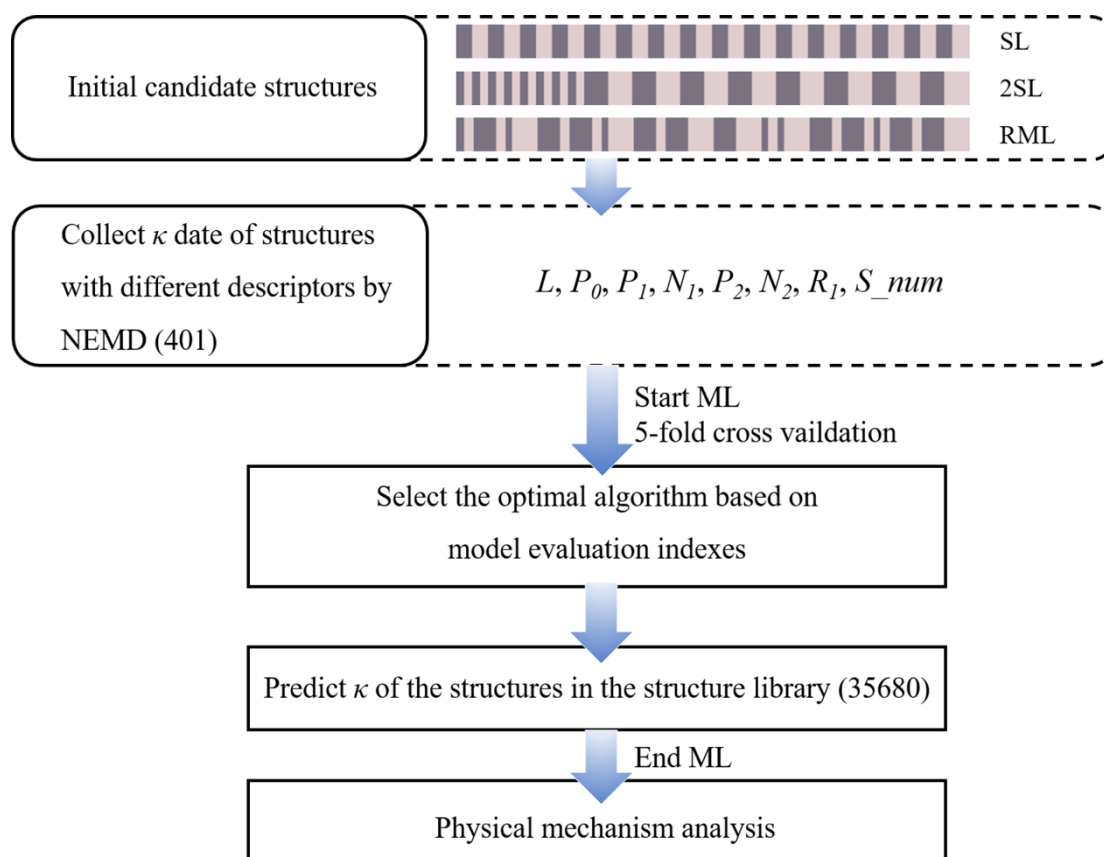 Initial candidate structures
SL
2SL
RML
Collect κ date of structures
with different descriptors by
NEMD (401)
L, P₀, P₁, N₁, P₂, N₂, R₁, S_num
Start ML
5-fold cross vaildation
Select the optimal algorithm based on
model evaluation indexes
Predict κ of the structures in the structure library (35680)
End ML
Physical mechanism analysis